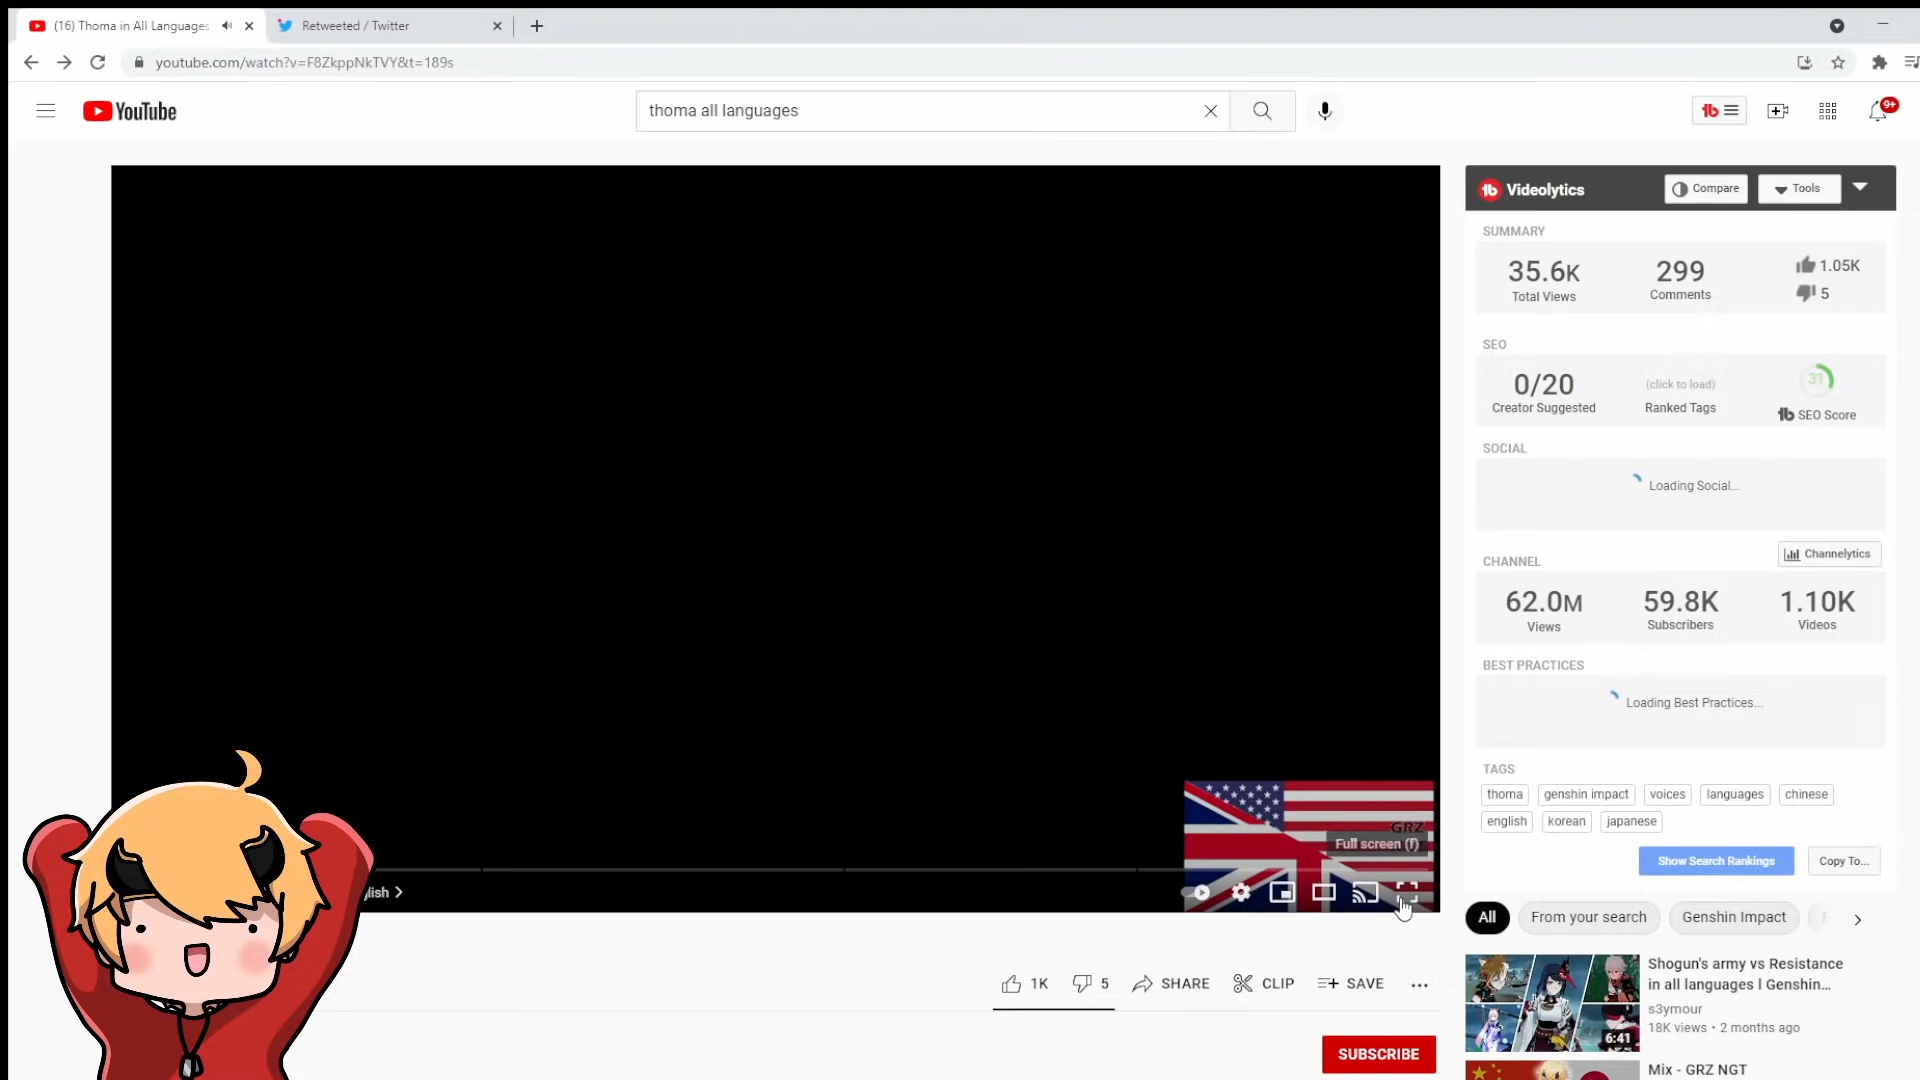 (16) Thoma in All Languages
Retweeted / Twitter
youtube.com/watch?v=F8ZkppNkTVY&t=189s
YouTube
thoma all languages
9+
Videolytics
Compare
Tools
SUMMARY
35.6K
Total Views
299
Comments
1.05K
5
SEO
0/20
Creator Suggested
(click to load)
Ranked Tags
SEO Score
SOCIAL
Loading Social...
CHANNEL
Channelytics
62.0M
Views
59.8K
Subscribers
1.10K
Videos
BEST PRACTICES
Loading Best Practices...
TAGS
thoma
genshin impact
voices
languages
chinese
english
korean
japanese
Show Search Rankings
Copy To...
GRZ
Full screen (f)
glish
All
From your search
Genshin Impact
1K
5
SHARE
CLIP
SAVE
SUBSCRIBE
Shogun's army vs Resistance
in all languages l Genshin...
s3ymour
18K views • 2 months ago
6:41
Mix - GRZ NGT